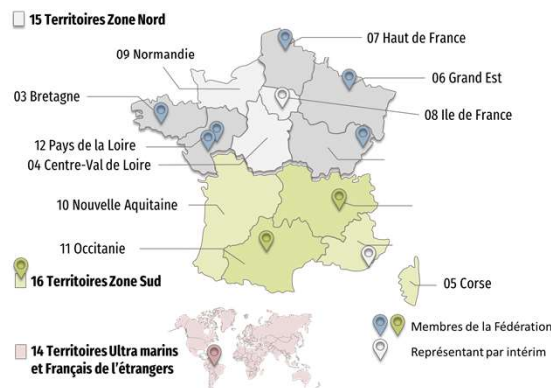 15 Territoires Zone Nord
07 Haut de France
09 Normandie
06 Grand Est
03 Bretagne
08 Ile de France
12 Pays de la Loire
04 Centre-Val de Loire
10 Nouvelle Aquitaine
11 Occitanie
16 Territoires Zone Sud
05 Corse
14 Territoires Ultra marins
et Français de l'étrangers
Membres de la Fédération
Représentant par intérim